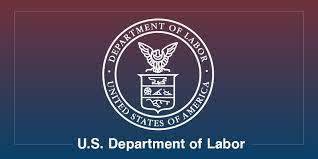 DEPARTMENT OF LABOR
UNITED STATES OF AMERICA
U.S. Department of Labor